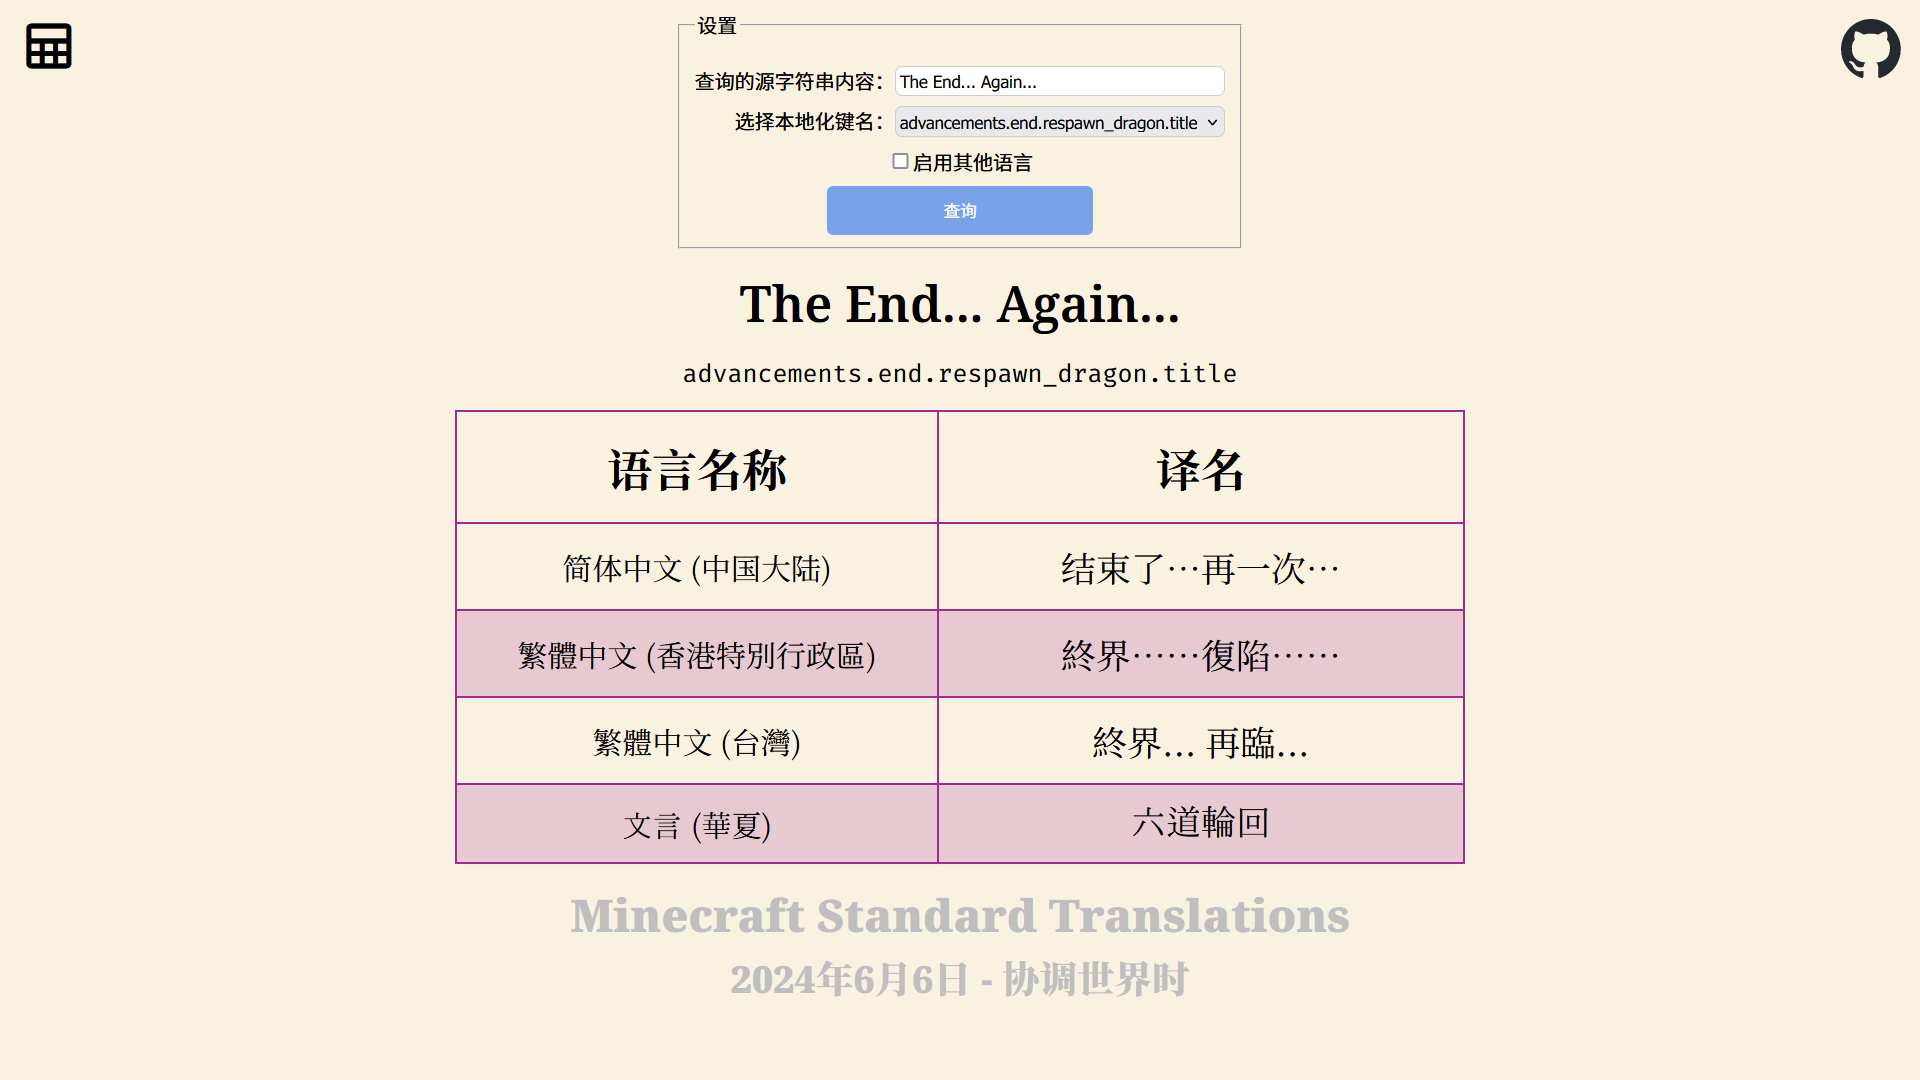 设置
查询的源字符串内容： The End... Again...
选择本地化键名： advancements.end.respawn_dragon.title
启用其他语言
查询
The End... Again...
advancements.end.respawn_dragon.title
语言名称 译名
简体中文 (中国大陆) 结束了…再一次…
繁體中文 (香港特別行政區) 終界……復陷……
繁體中文 (台灣) 終界... 再臨...
文言 (華夏) 六道輪回
Minecraft Standard Translations
2024年6月6日 - 协调世界时